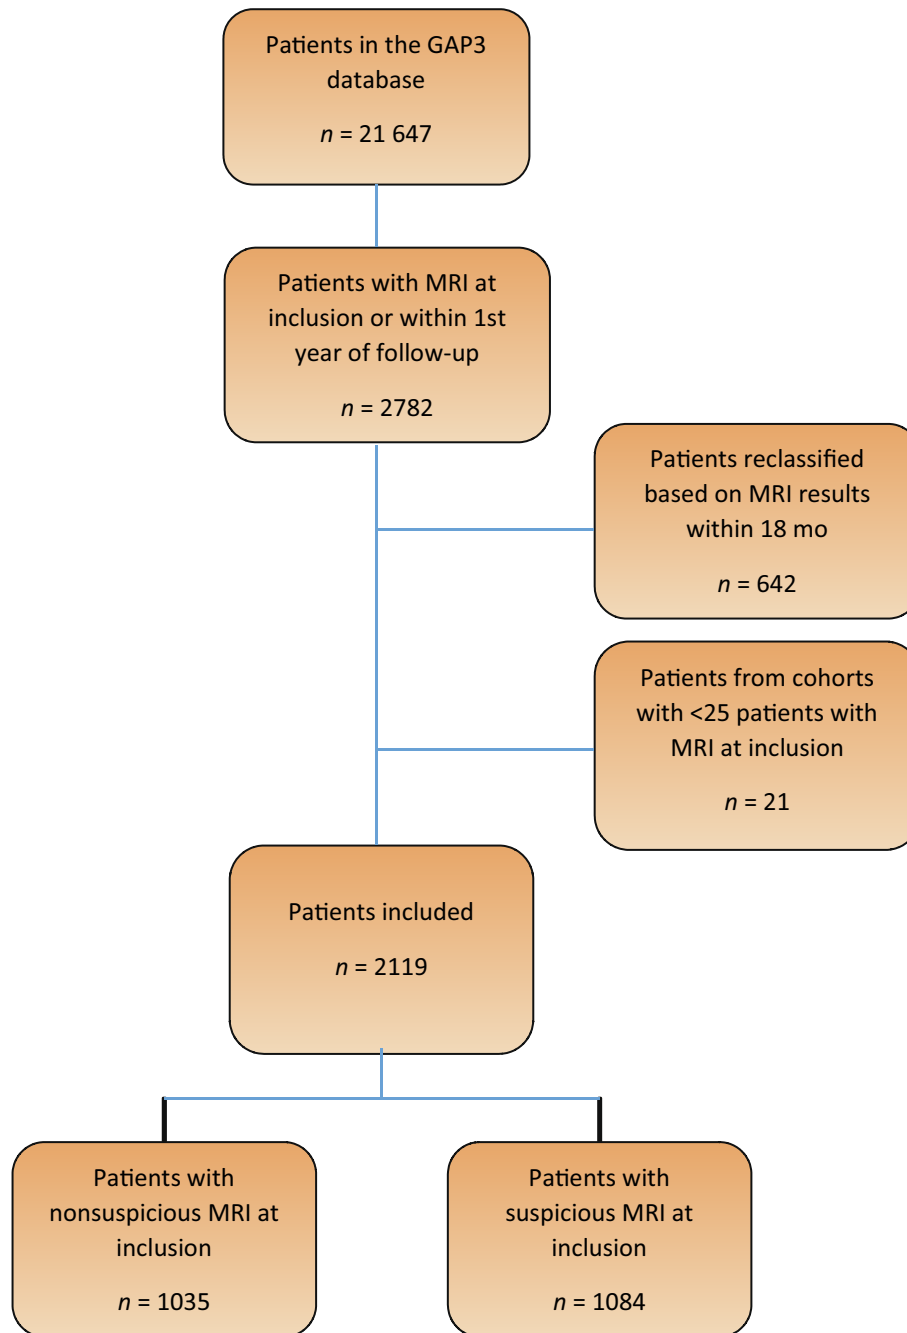 Patients in the GAP3
database
n = 21 647
Patients with MRI at
inclusion or within 1st
year of follow-up
n = 2782
Patients reclassified
based on MRI results
within 18 mo
n = 642
Patients from cohorts
with <25 patients with
MRI at inclusion
n = 21
Patients included
n = 2119
Patients with
nonsuspicious MRI at
inclusion
n = 1035
Patients with
suspicious MRI at
inclusion
n = 1084